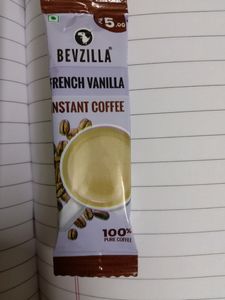 ₹5.00
BEVZILLA
FRENCH VANILLA
INSTANT COFFEE
100%
PURE COFFEE